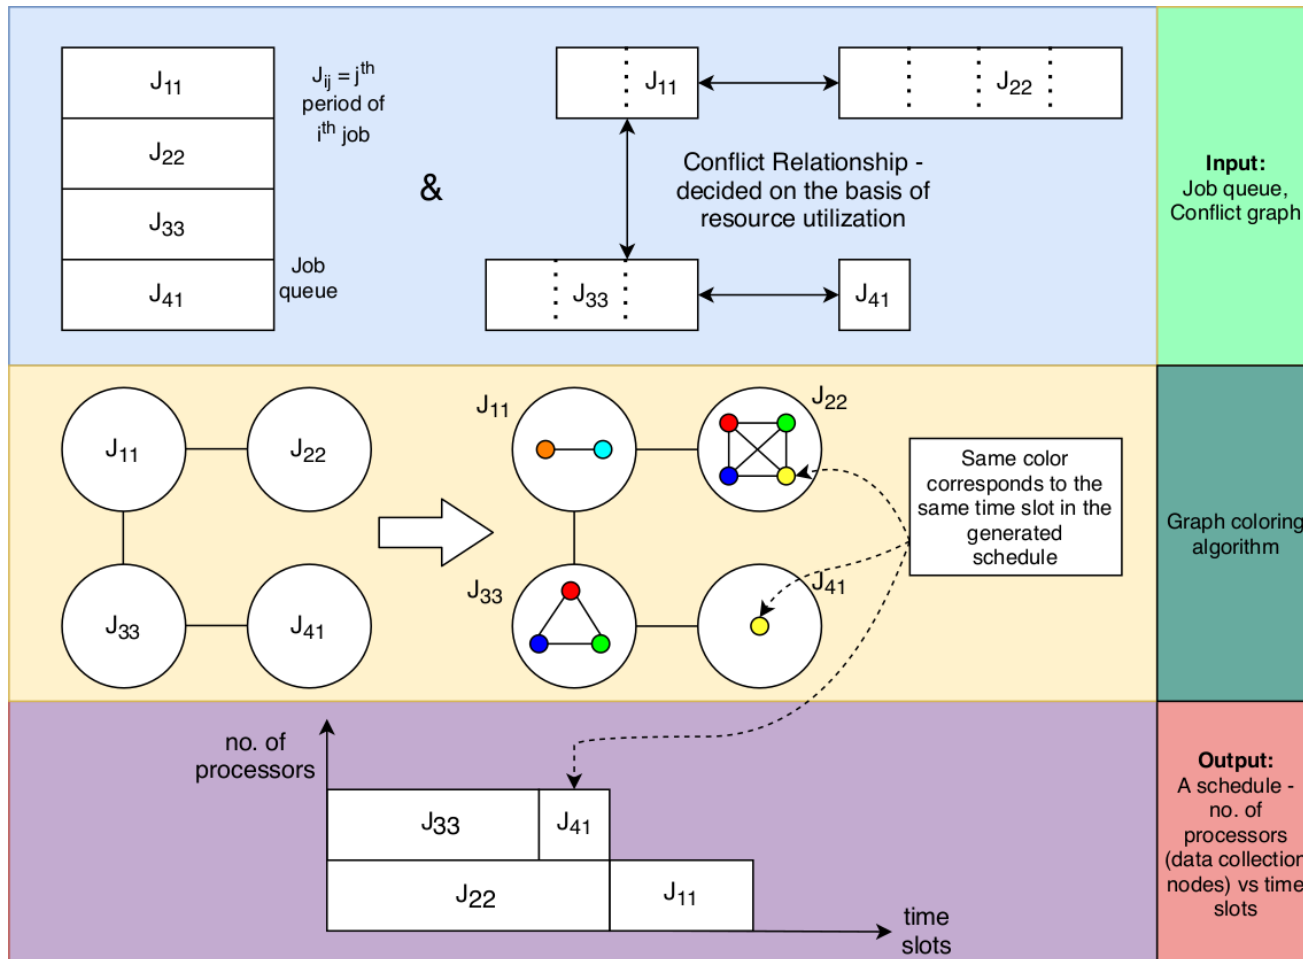 J11
J22
J33
J41
Jij = jth
period of
ith job
Job
queue
&
J11
J22
Conflict Relationship -
decided on the basis of
resource utilization
J33
J41
Input:
Job queue,
Conflict graph
J11
J22
J33
J41
J11
J22
J33
J41
Same color
corresponds to the
same time slot in the
generated
schedule
Graph coloring
algorithm
no. of
processors
J33
J41
J22
J11
time
slots
Output:
A schedule -
no. of
processors
(data collection
nodes) vs time
slots